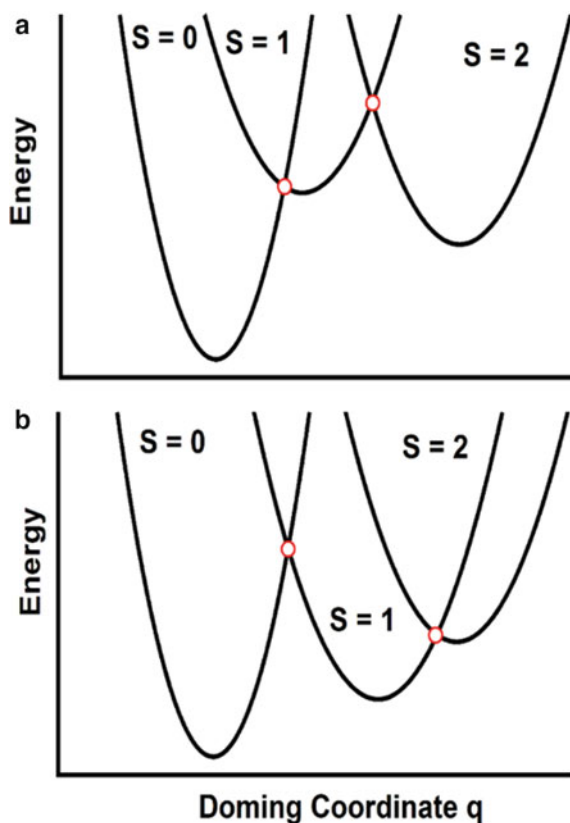 a
S = 0
S = 1
S = 2
Energy
b
S = 0
S = 2
S = 1
Energy
Doming Coordinate q